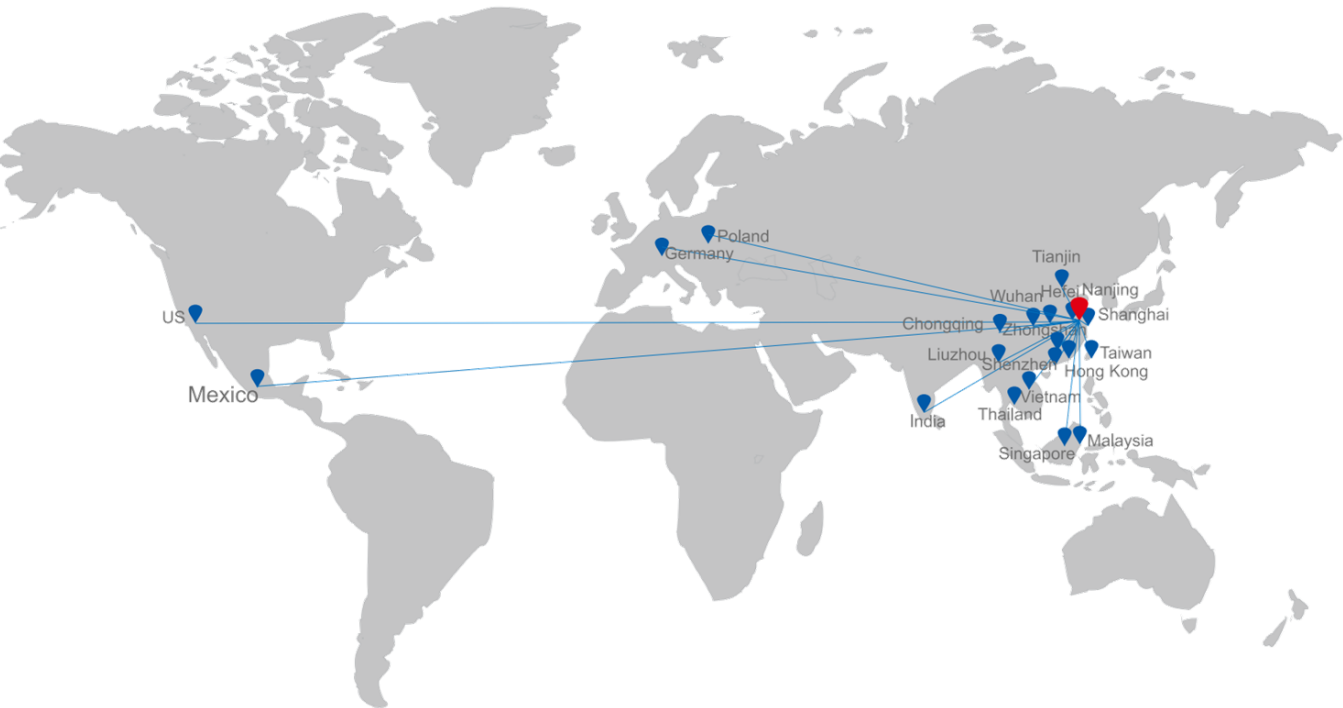 Poland
Germany
Tianjin
Wuhan
Hefei
Nanjing
US
Chongqing
Zhongshan
Shanghai
Liuzhou
Shenzhen
Taiwan
Hong Kong
Mexico
Vietnam
Thailand
India
Malaysia
Singapore